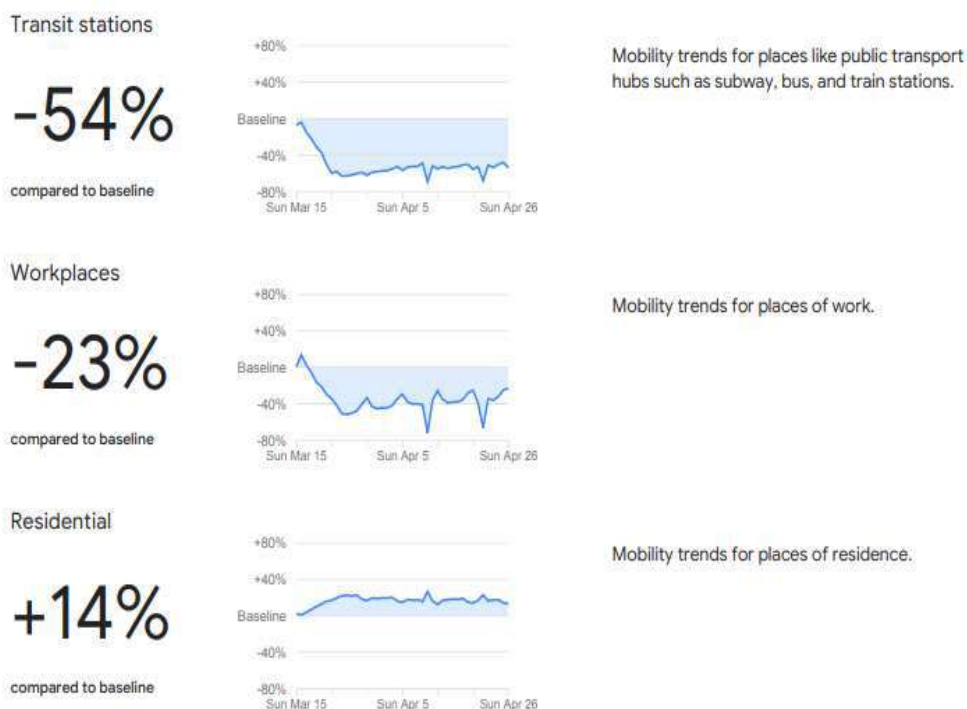 Transit stations
-54%
compared to baseline
+80%
+40%
Baseline
-40%
-80%
Sun Mar 15 Sun Apr 5 Sun Apr 26
Mobility trends for places like public transport
hubs such as subway, bus, and train stations.
Workplaces
-23%
compared to baseline
+80%
+40%
Baseline
-40%
-80%
Sun Mar 15 Sun Apr 5 Sun Apr 26
Mobility trends for places of work.
Residential
+14%
compared to baseline
+80%
+40%
Baseline
-40%
-80%
Sun Mar 15 Sun Apr 5 Sun Apr 26
Mobility trends for places of residence.